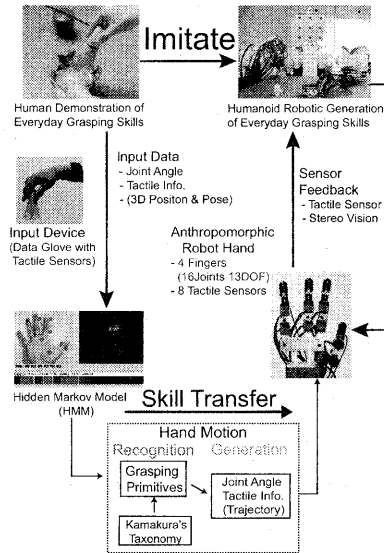 Imitate
Human Demonstration of
Everyday Grasping Skills
Humanoid Robotic Generation
of Everyday Grasping Skills
Input Data
- Joint Angle
- Tactile Info.
- (3D Positon & Pose)
Input Device
(Data Glove with
Tactile Sensors)
Sensor
Feedback
- Tactile Sensor
- Stereo Vision
Anthropomorphic
Robot Hand
- 4 Fingers
(16Joints 13DOF)
- 8 Tactile Sensors
Hidden Markov Model
(HMM)
Skill Transfer
Hand Motion
Recognition
Generation
Grasping
Primitives
Joint Angle
Tactile Info.
(Trajectory)
Kamakura's
Taxonomy